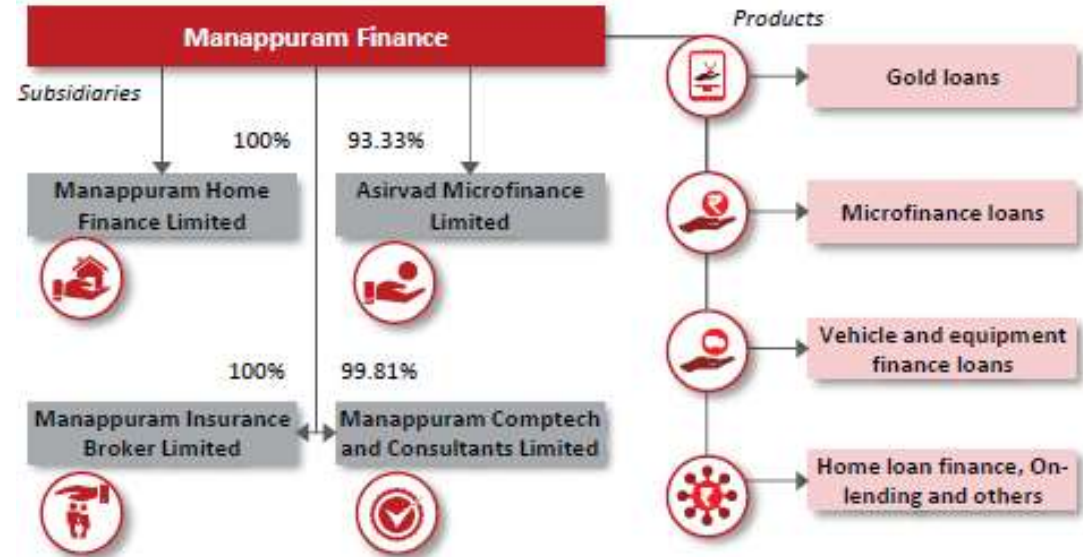 Manappuram Finance
Subsidiaries
100%
93.33%
Manappuram Home
Finance Limited
Asirvad Microfinance
Limited
100%
99.81%
Manappuram Insurance
Broker Limited
Manappuram Comptech
and Consultants Limited
Products
Gold loans
Microfinance loans
Vehicle and equipment
finance loans
Home loan finance, On-
lending and others